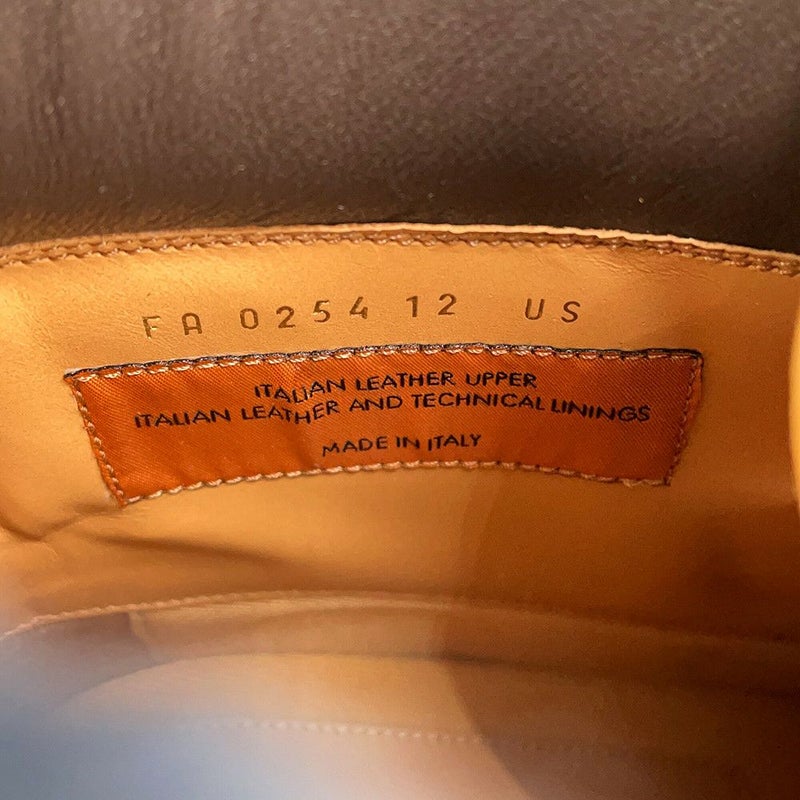 FA 0254 12 US
ITALIAN LEATHER UPPER
ITALIAN LEATHER AND TECHNICAL LININGS
MADE IN ITALY